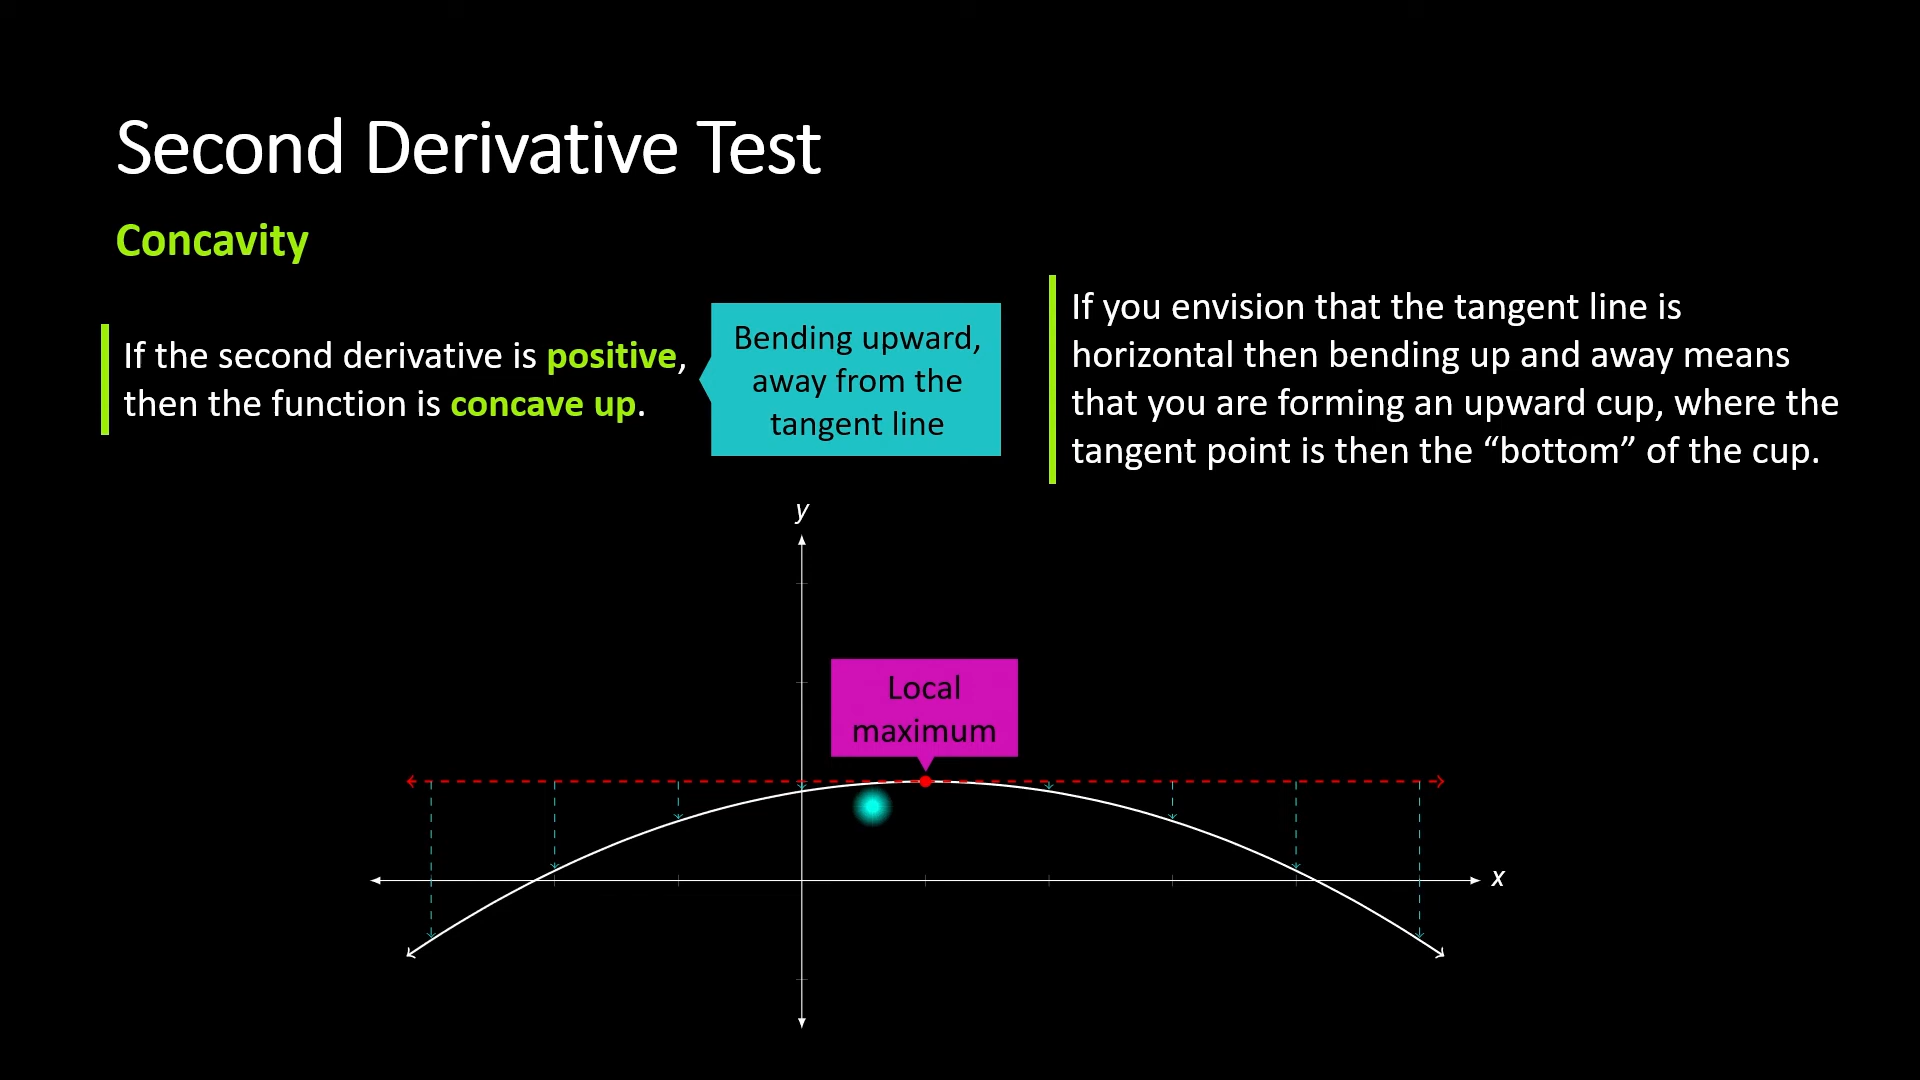 Second Derivative Test
Concavity
If the second derivative is positive,
then the function is concave up.
Bending upward,
away from the
tangent line
If you envision that the tangent line is
horizontal then bending up and away means
that you are forming an upward cup, where the
tangent point is then the “bottom” of the cup.
y
Local
maximum
x